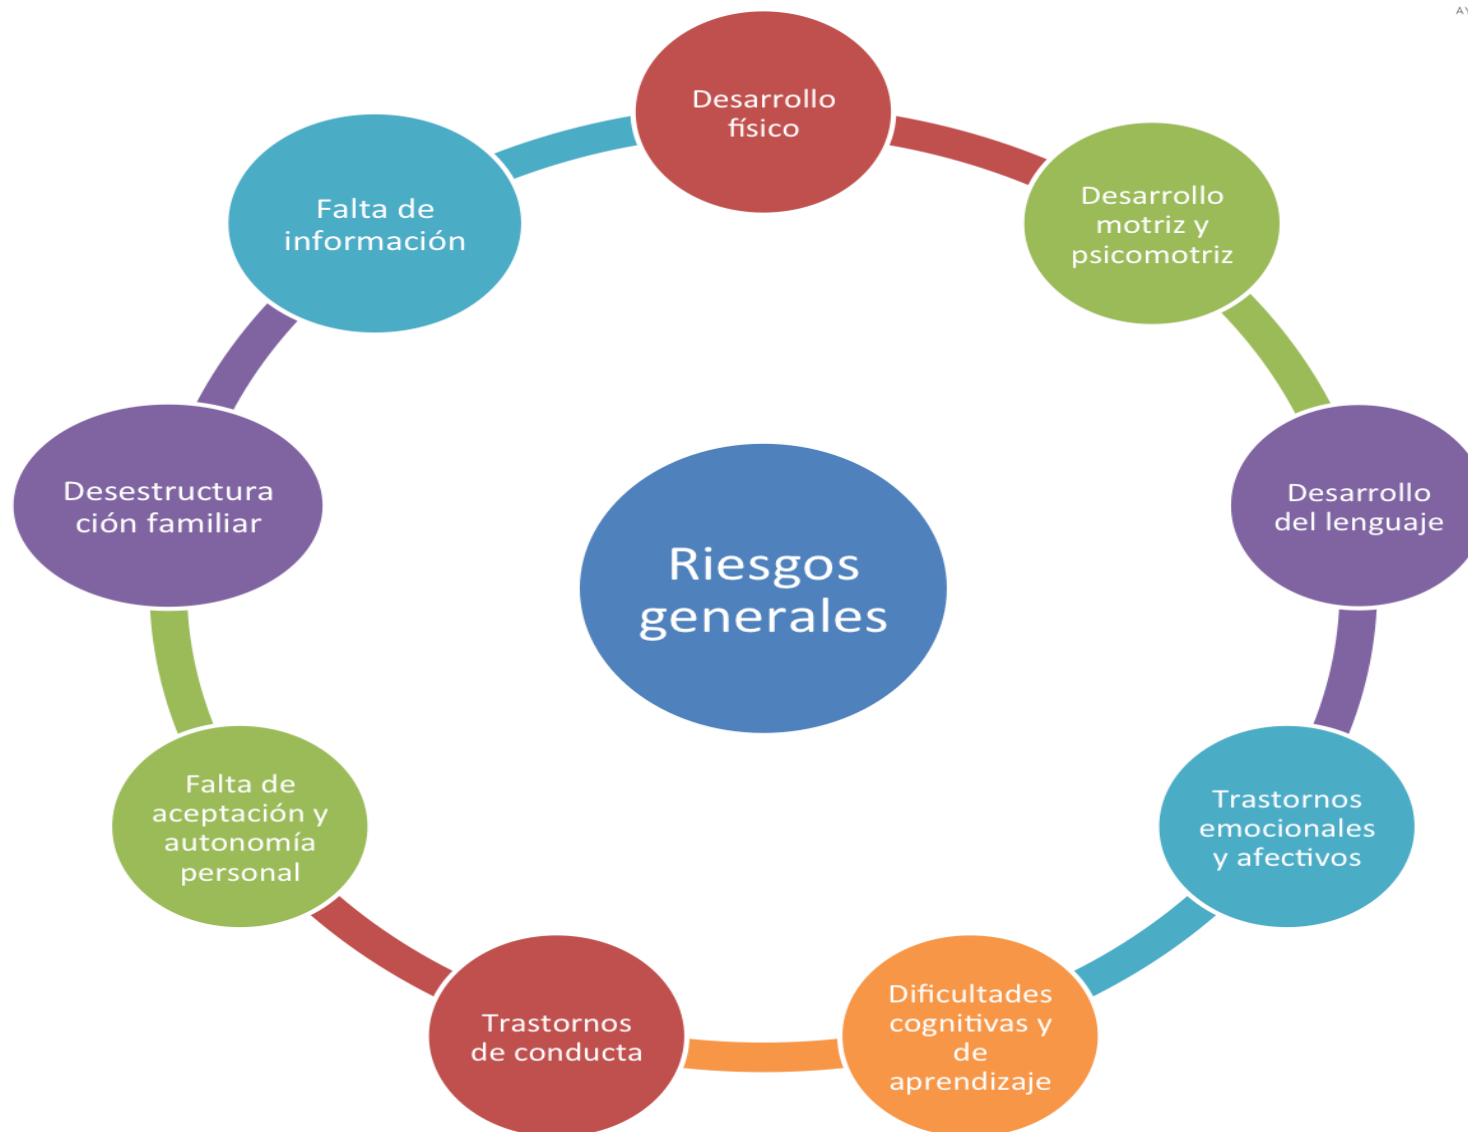 AY
Desarrollo
físico
Desarrollo
motriz y
psicomotriz
Desarrollo
del lenguaje
Trastornos
emocionales
y afectivos
Dificultades
cognitivas y
de
aprendizaje
Trastornos
de conducta
Falta de
aceptación y
autonomía
personal
Desestructura
ción familiar
Falta de
información
Riesgos
generales